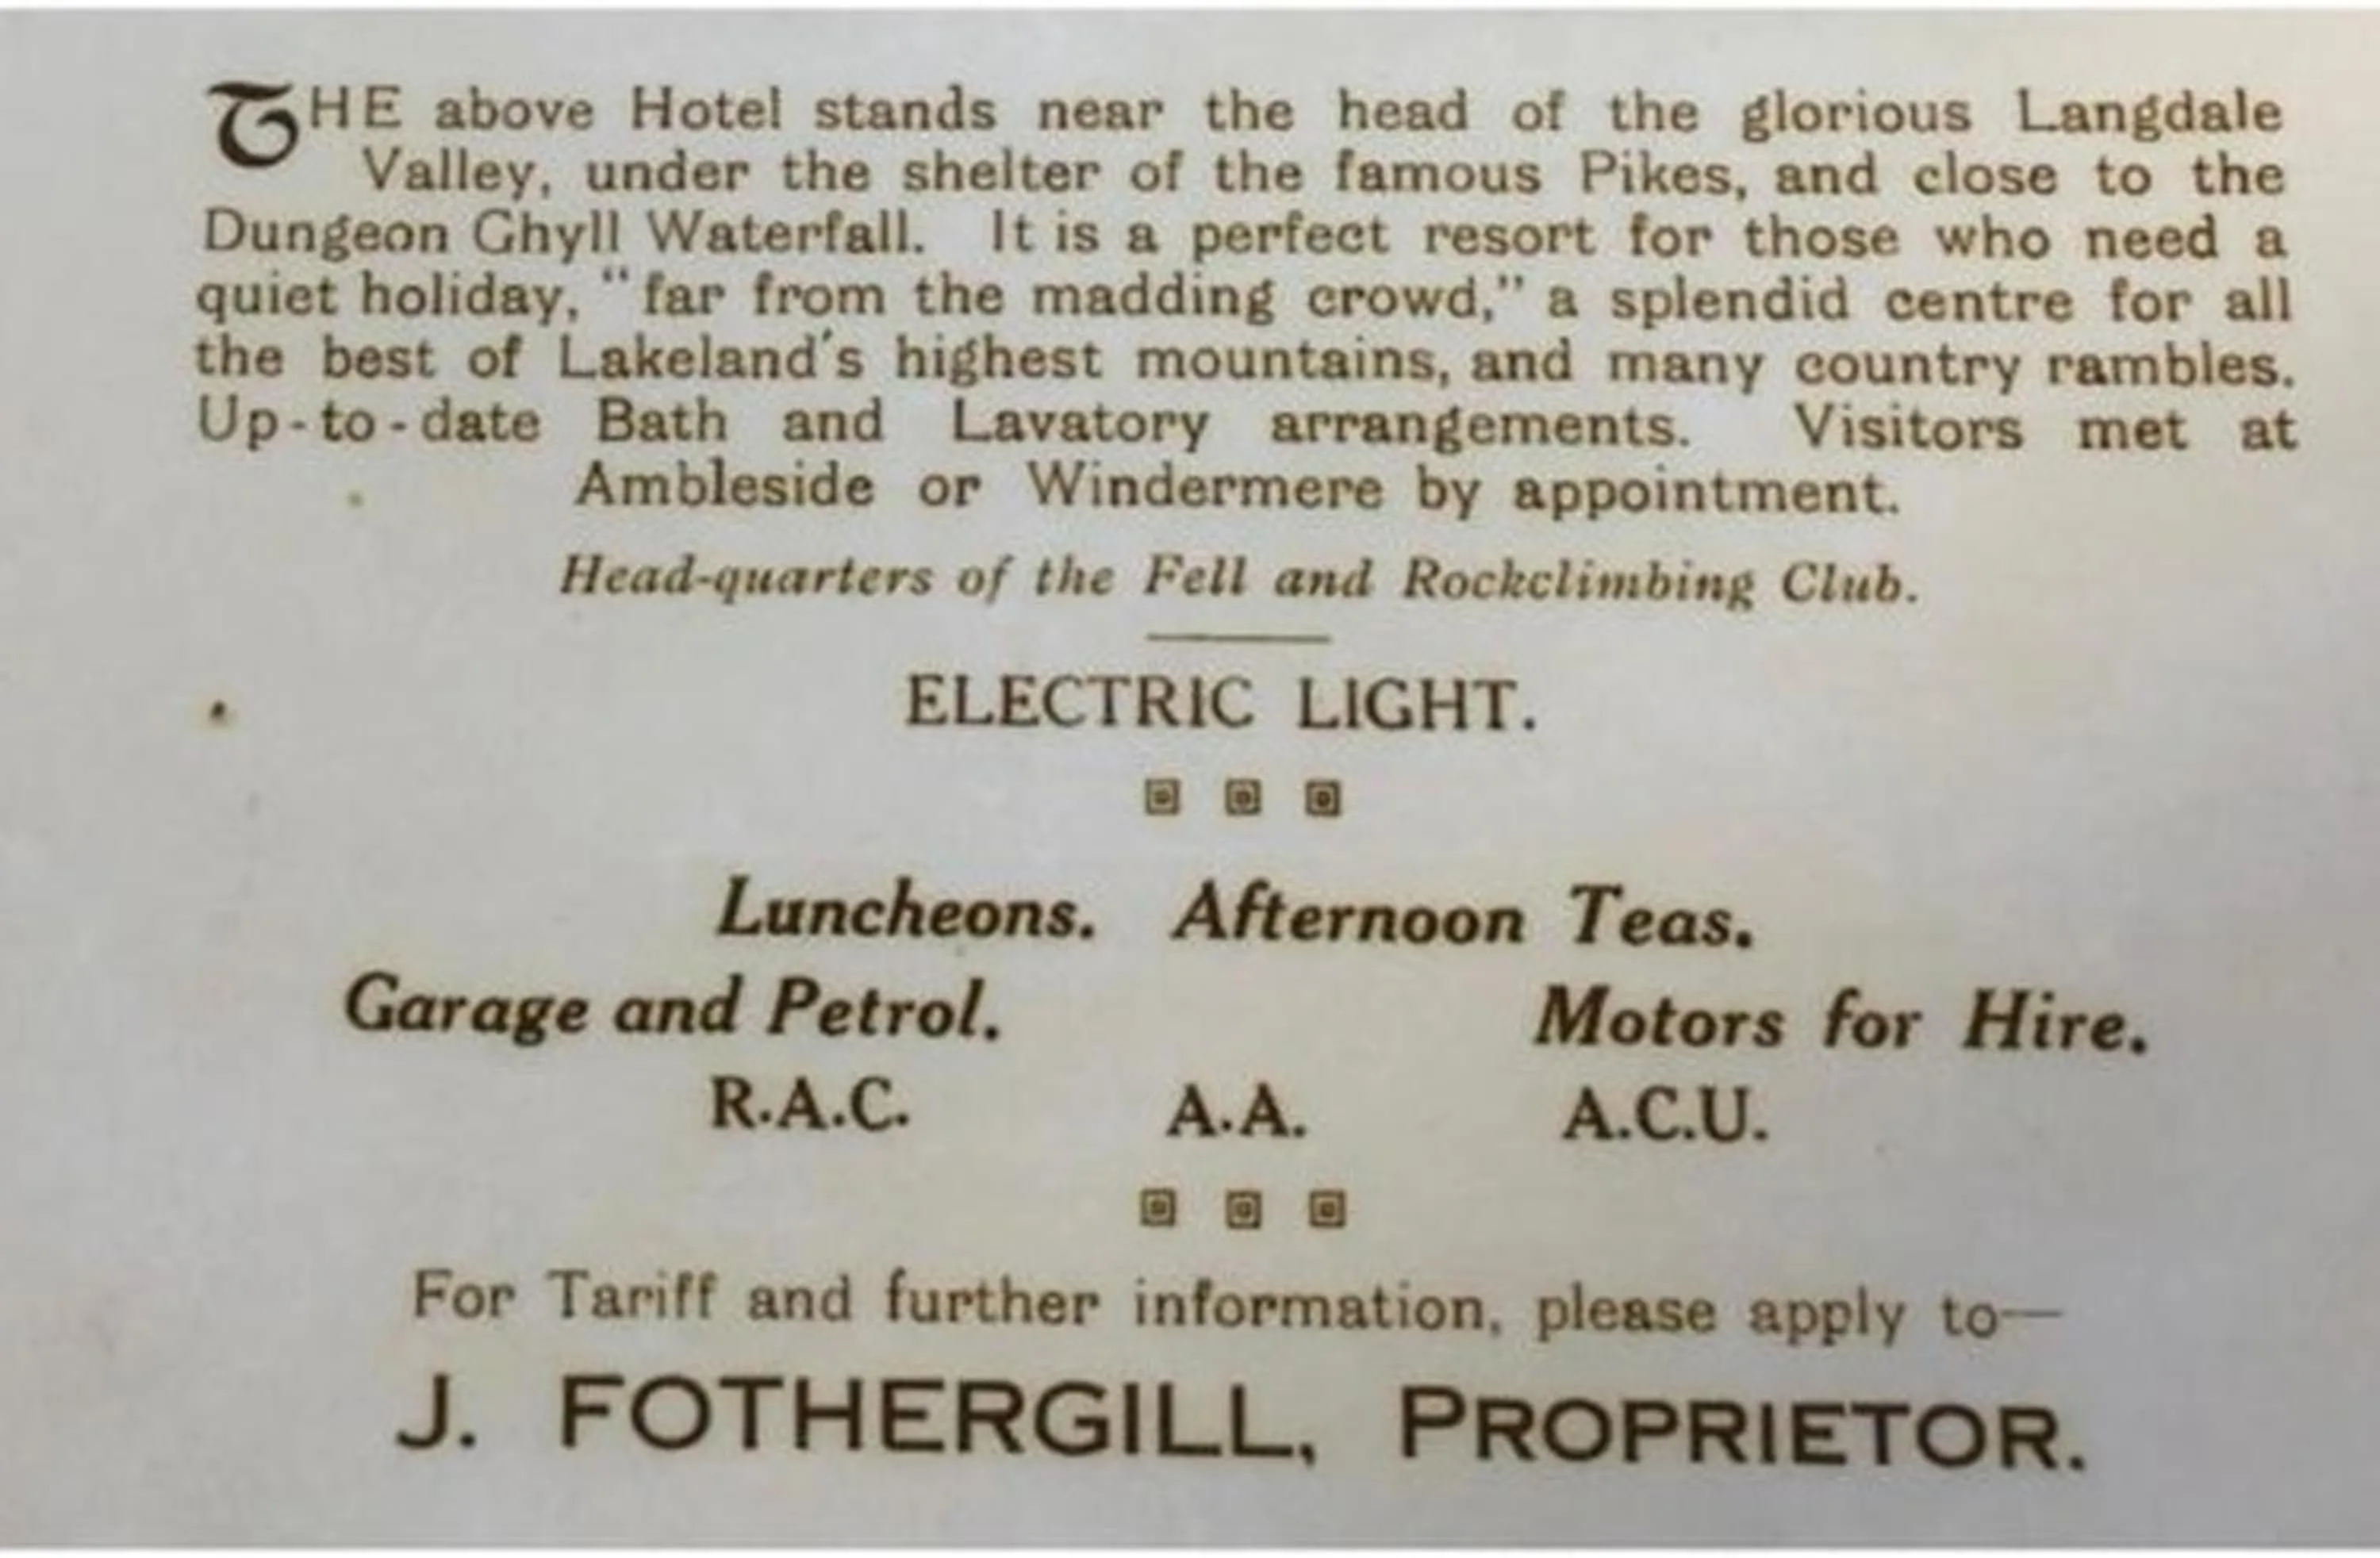 THE above Hotel stands near the head of the glorious Langdale
Valley, under the shelter of the famous Pikes, and close to the
Dungeon Ghyll Waterfall. It is a perfect resort for those who need a
quiet holiday, "far from the madding crowd," a splendid centre for all
the best of Lakeland's highest mountains, and many country rambles.
Up-to-date Bath and Lavatory arrangements. Visitors met at
Ambleside or Windermere by appointment.
Head-quarters of the Fell and Rockclimbing Club.
ELECTRIC LIGHT.
Luncheons. Afternoon Teas.
Garage and Petrol. Motors for Hire.
R.A.C. A.A. A.C.U.
For Tariff and further information, please apply to—
J. FOTHERGILL, PROPRIETOR.